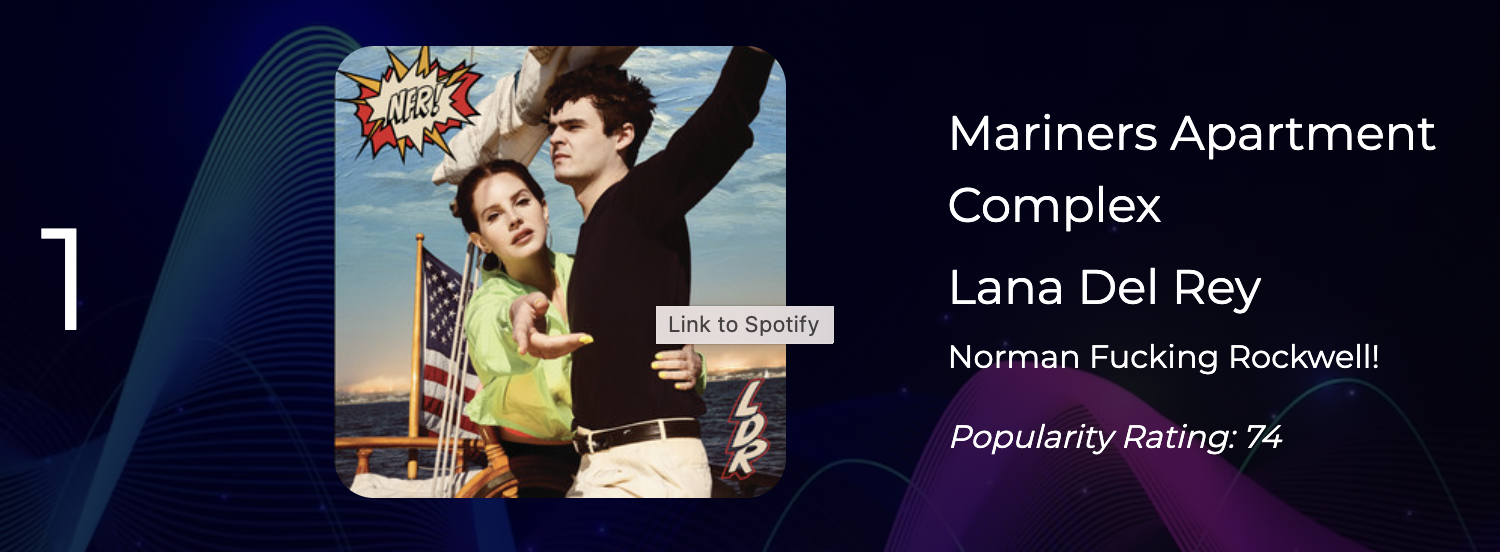 1
NFR!
LDR
Link to Spotify
Mariners Apartment
Complex
Lana Del Rey
Norman Fucking Rockwell!
Popularity Rating: 74